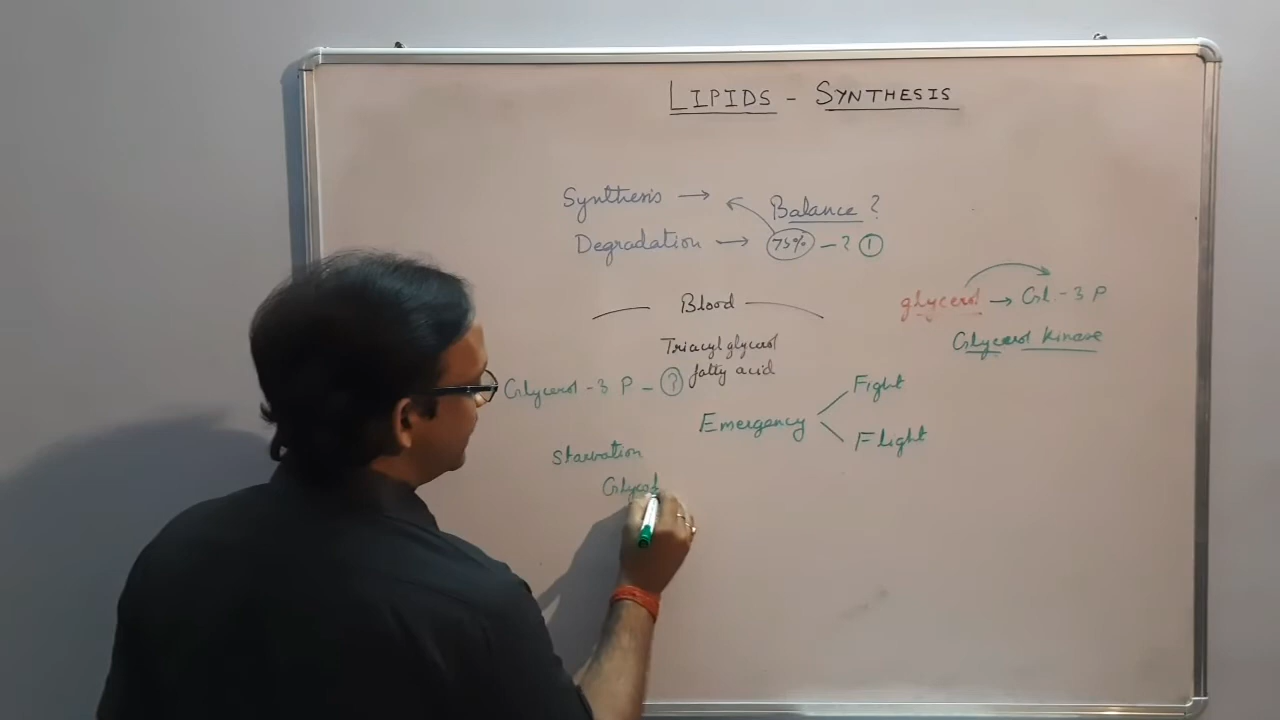 LIPIDS - SYNTHESIS
Synthesis →
Balance ?
Degradation → 75% - ? 1
Blood
glycerol → Gl. - 3 P
Glycerol Kinase
Triacyl glycerol
fatty acid
Glycerol - 3 P - ?
Emergency
Fight
Flight
Starvation
Glycol